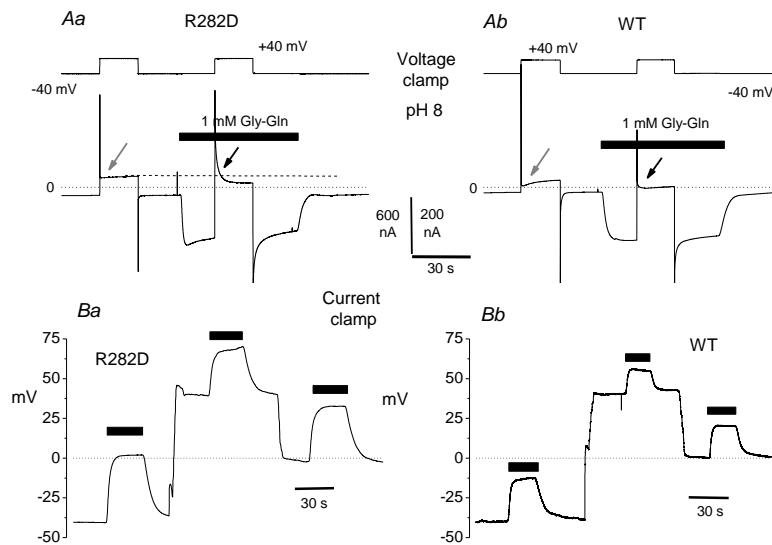 Aa
R282D
+40 mV
-40 mV
1 mM Gly-Gln
0
Voltage
clamp
pH 8
Ab
WT
+40 mV
-40 mV
1 mM Gly-Gln
0
600
nA
200
nA
30 s
Current
clamp
Ba
R282D
mV
75
50
25
0
-25
-50
30 s
Bb
WT
mV
75
50
25
0
-25
-50
30 s